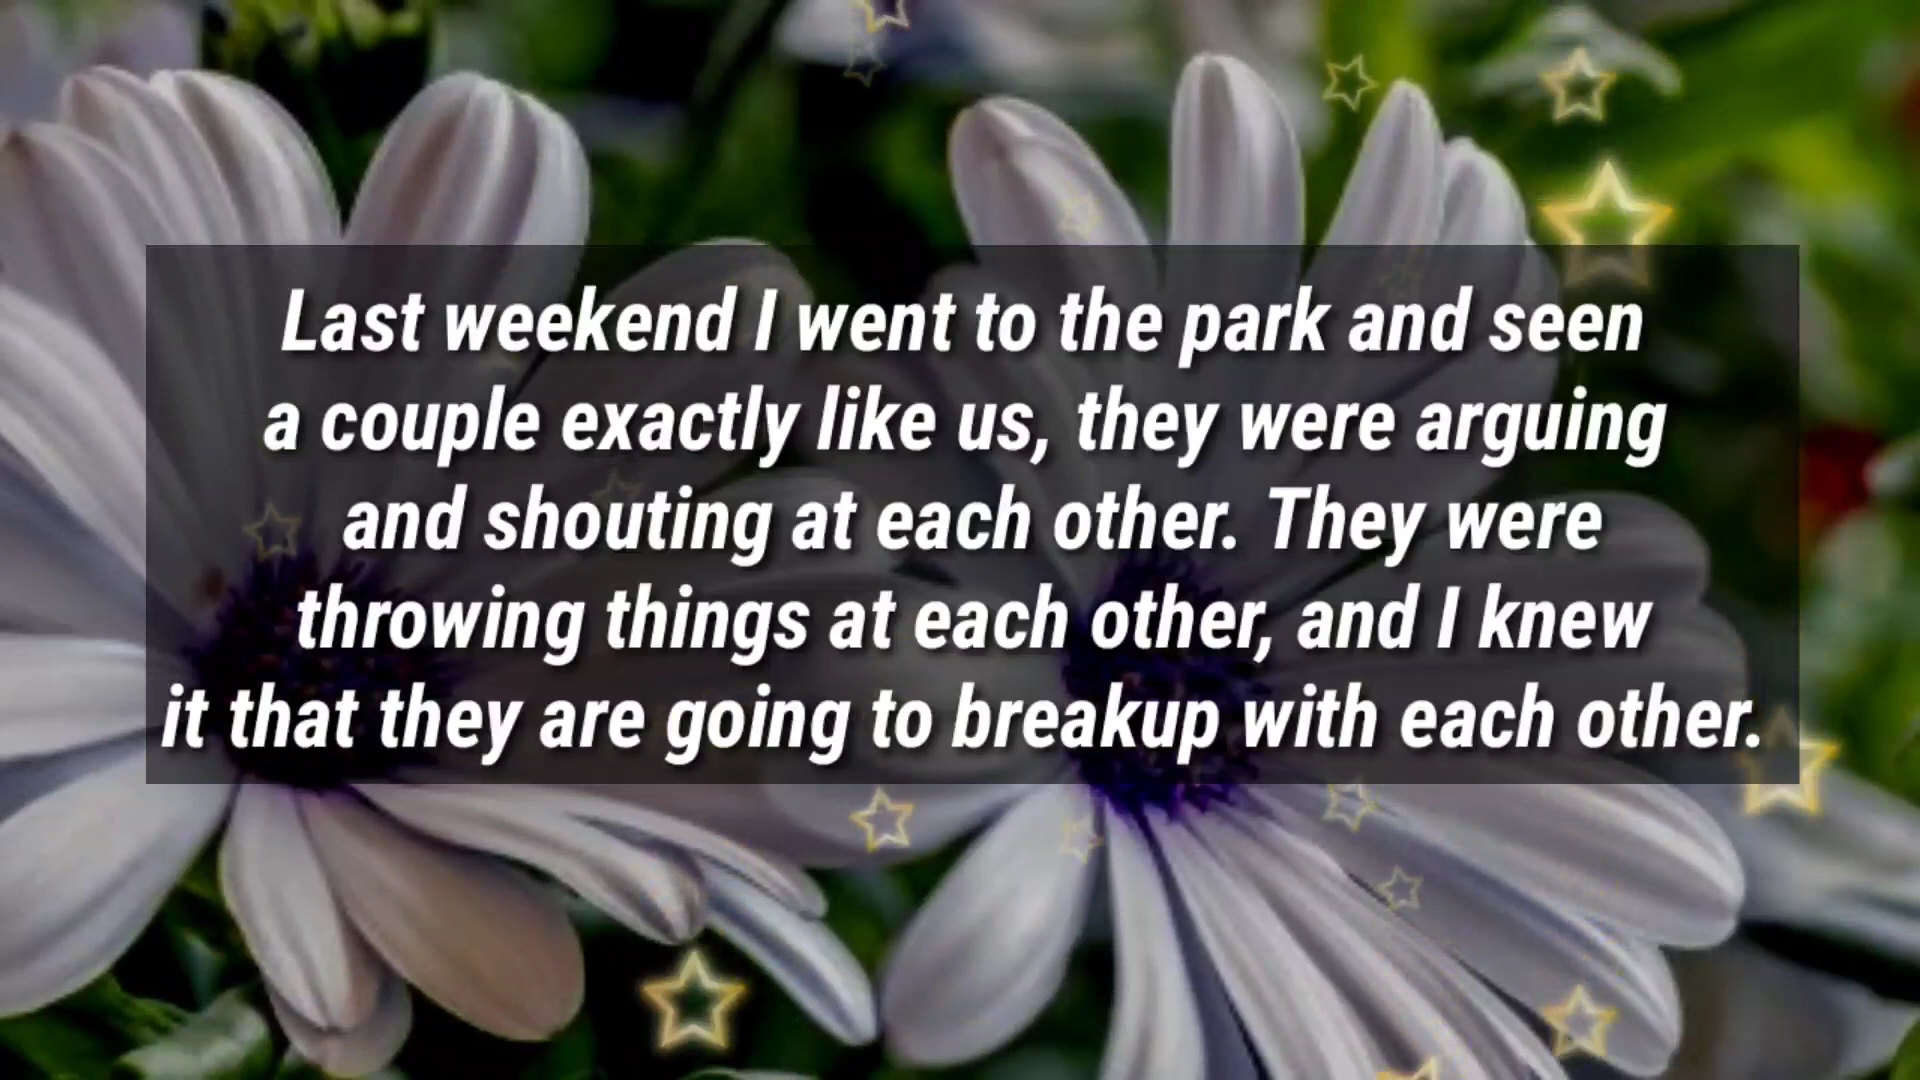 Last weekend I went to the park and seen
a couple exactly like us, they were arguing
and shouting at each other. They were
throwing things at each other, and I knew
it that they are going to breakup with each other.